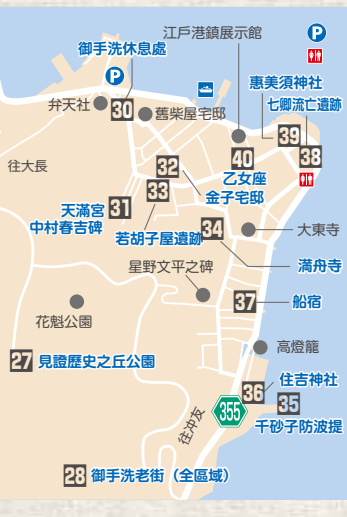 江戶港鎮展示館
P
御手洗休息處
P
惠美須神社
七卿流亡遺跡
弁天社
30
舊柴屋宅邸
39
往大長
32
40
38
33
乙女座
金子宅邸
天滿宮
31
中村春吉碑
若胡子屋遺跡
34
大東寺
星野文平之碑
滿舟寺
37
船宿
花魁公園
高燈籠
27
見證歷史之丘公園
住吉神社
36
35
355
千砂子防波提
往沖友
28
御手洗老街（全區域）